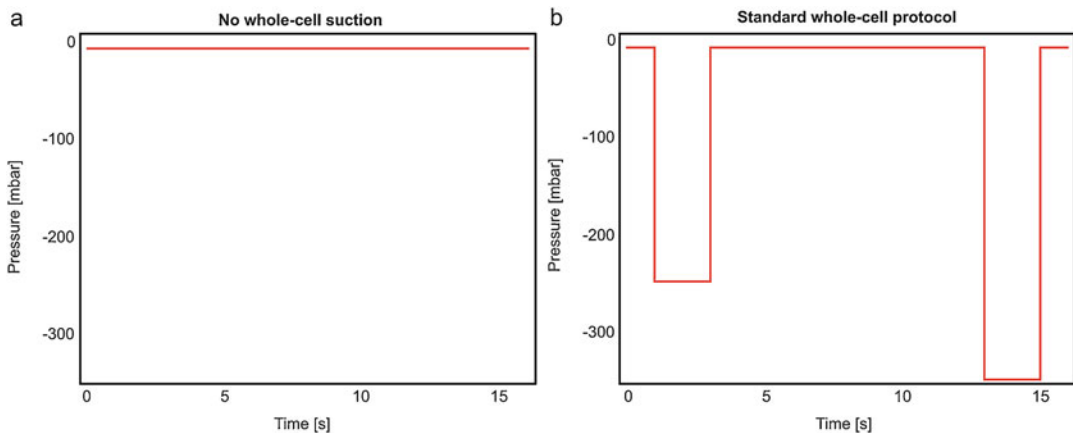 a
No whole-cell suction
0
-100
-200
-300
Pressure [mbar]
0
5
10
15
Time [s]
b
Standard whole-cell protocol
0
-100
-200
-300
Pressure [mbar]
0
5
10
15
Time [s]